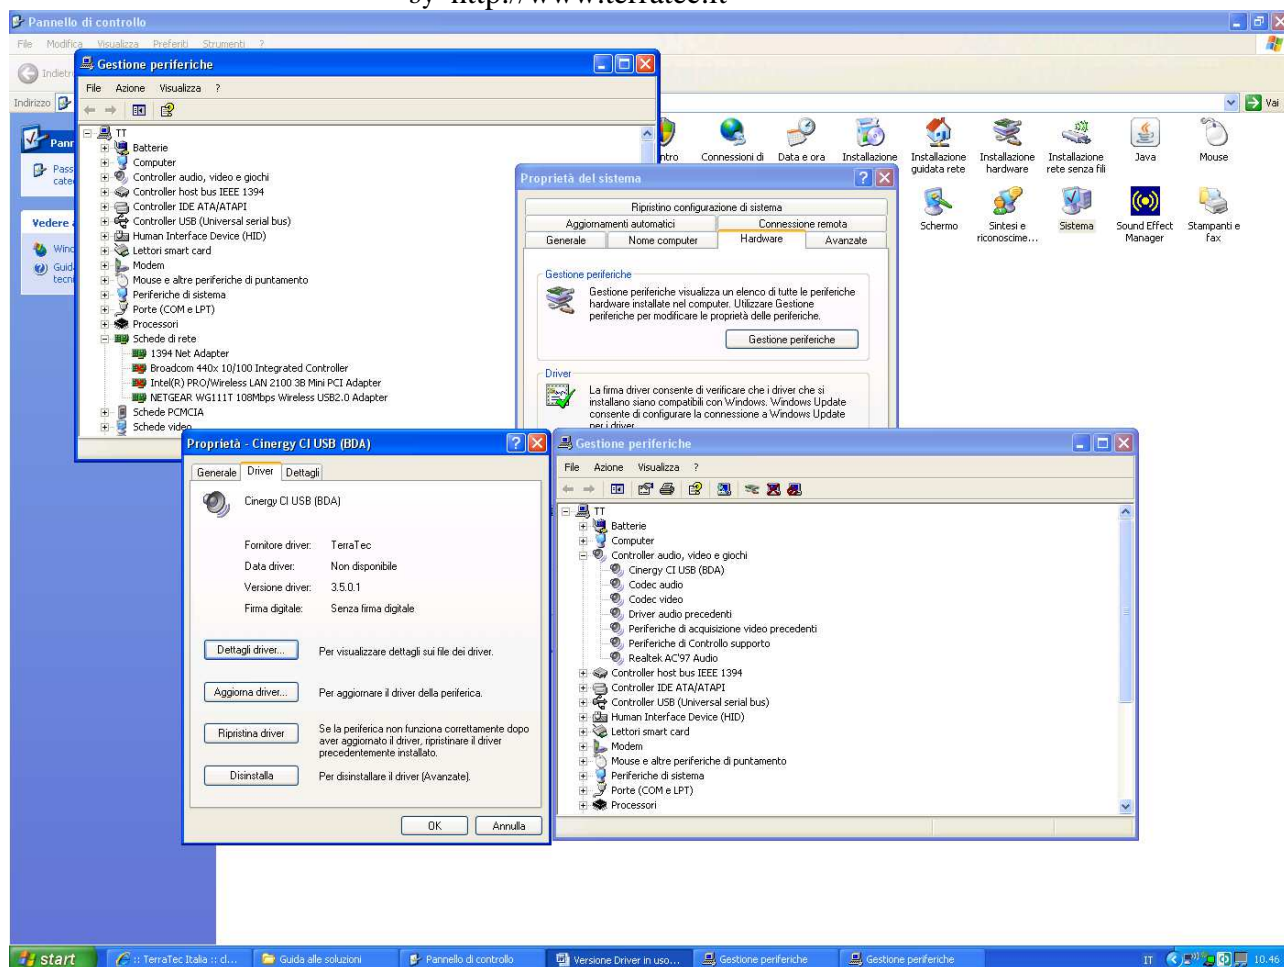 by http://www.terratec.it
Pannello di controllo
File Modifica Visualizza Preferiti Strumenti ?
Indirizzo
Vai
Connessioni di
Data e ora
Installazione
Installazione guidata rete
Installazione hardware
Installazione rete senza fili
Java
Mouse
Schermo
Sintesi e riconoscime...
Sistema
Sound Effect Manager
Stampanti e fax
Gestione periferiche
File Azione Visualizza ?
TT
Batterie
Computer
Controller audio, video e giochi
Controller host bus IEEE 1394
Controller IDE ATA/ATAPI
Controller USB (Universal serial bus)
Human Interface Device (HID)
Lettori smart card
Modem
Mouse e altre periferiche di puntamento
Periferiche di sistema
Porte (COM e LPT)
Processori
Schede di rete
1394 Net Adapter
Broadcom 440x 10/100 Integrated Controller
Intel(R) PRO/Wireless LAN 2100 3B Mini PCI Adapter
NETGEAR WG111T 108Mbps Wireless USB2.0 Adapter
Schede PCMCIA
Schede video
Proprietà del sistema
Ripristino configurazione di sistema
Aggiornamenti automatici Connessione remota
Generale Nome computer Hardware Avanzate
Gestione periferiche
Gestione periferiche visualizza un elenco di tutte le periferiche
hardware installate nel computer. Utilizzare Gestione
periferiche per modificare le proprietà delle periferiche.
Gestione periferiche
Driver
La firma driver consente di verificare che i driver che si
installano siano compatibili con Windows. Windows Update
consente di configurare la connessione a Windows Update
per i driver
Proprietà - Cinergy CI USB (BDA)
Generale Driver Dettagli
Cinergy CI USB (BDA)
Fornitore driver: TerraTec
Data driver: Non disponibile
Versione driver: 3.5.0.1
Firma digitale: Senza firma digitale
Dettagli driver... Per visualizzare dettagli sui file dei driver.
Aggiorna driver... Per aggiornare il driver della periferica.
Ripristina driver Se la periferica non funziona correttamente dopo
aver aggiornato il driver, ripristinare il driver
precedentemente installato.
Disinstalla Per disinstallare il driver (Avanzate).
OK Annulla
Gestione periferiche
File Azione Visualizza ?
TT
Batterie
Computer
Controller audio, video e giochi
Cinergy CI USB (BDA)
Codec audio
Codec video
Driver audio precedenti
Periferiche di acquisizione video precedenti
Periferiche di Controllo supporto
Realtek AC'97 Audio
Controller host bus IEEE 1394
Controller IDE ATA/ATAPI
Controller USB (Universal serial bus)
Human Interface Device (HID)
Lettori smart card
Modem
Mouse e altre periferiche di puntamento
Periferiche di sistema
Porte (COM e LPT)
Processori
start
:: TerraTec Italia :: cl...
Guida alle soluzioni
Pannello di controllo
Versione Driver in uso...
Gestione periferiche
Gestione periferiche
IT
10.46